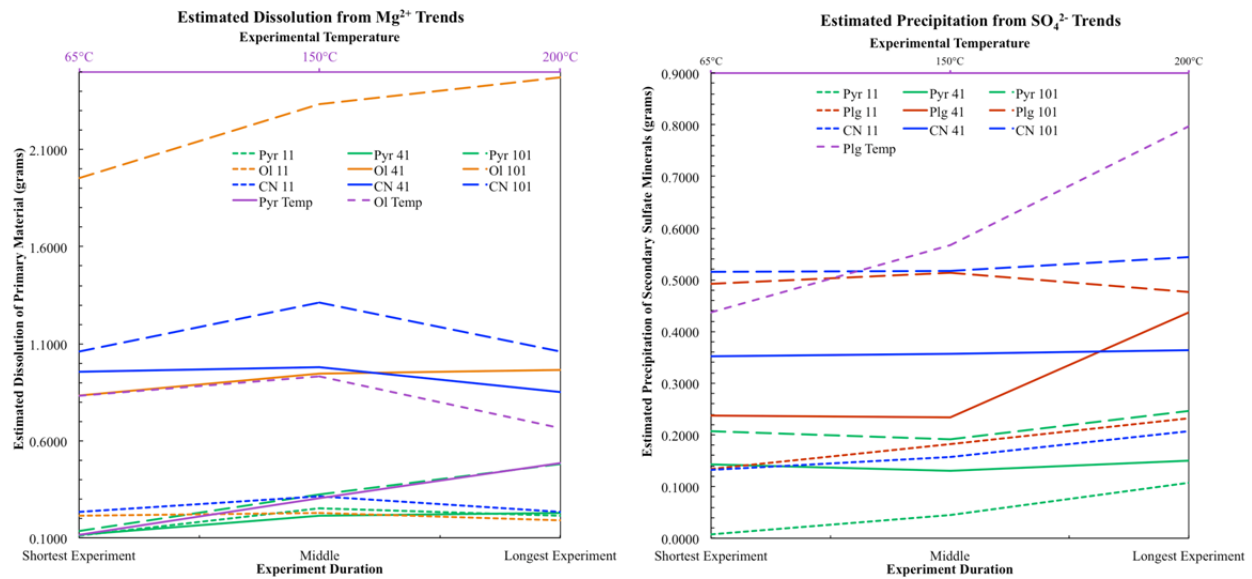 Estimated Dissolution from Mg²⁺ Trends
Experimental Temperature
65°C 150°C 200°C
Estimated Dissolution of Primary Material (grams)
2.1000
1.6000
1.1000
0.6000
0.1000
Pyr 11 Pyr 41 Pyr 101
Ol 11 Ol 41 Ol 101
CN 11 CN 41 CN 101
Pyr Temp Ol Temp
Shortest Experiment Middle Longest Experiment
Experiment Duration
Estimated Precipitation from SO₄²⁻ Trends
Experimental Temperature
65°C 150°C 200°C
Estimated Precipitation of Secondary Sulfate Minerals (grams)
0.9000
0.8000
0.7000
0.6000
0.5000
0.4000
0.3000
0.2000
0.1000
0.0000
Pyr 11 Pyr 41 Pyr 101
Plg 11 Plg 41 Plg 101
CN 11 CN 41 CN 101
Plg Temp
Shortest Experiment Middle Longest Experiment
Experiment Duration